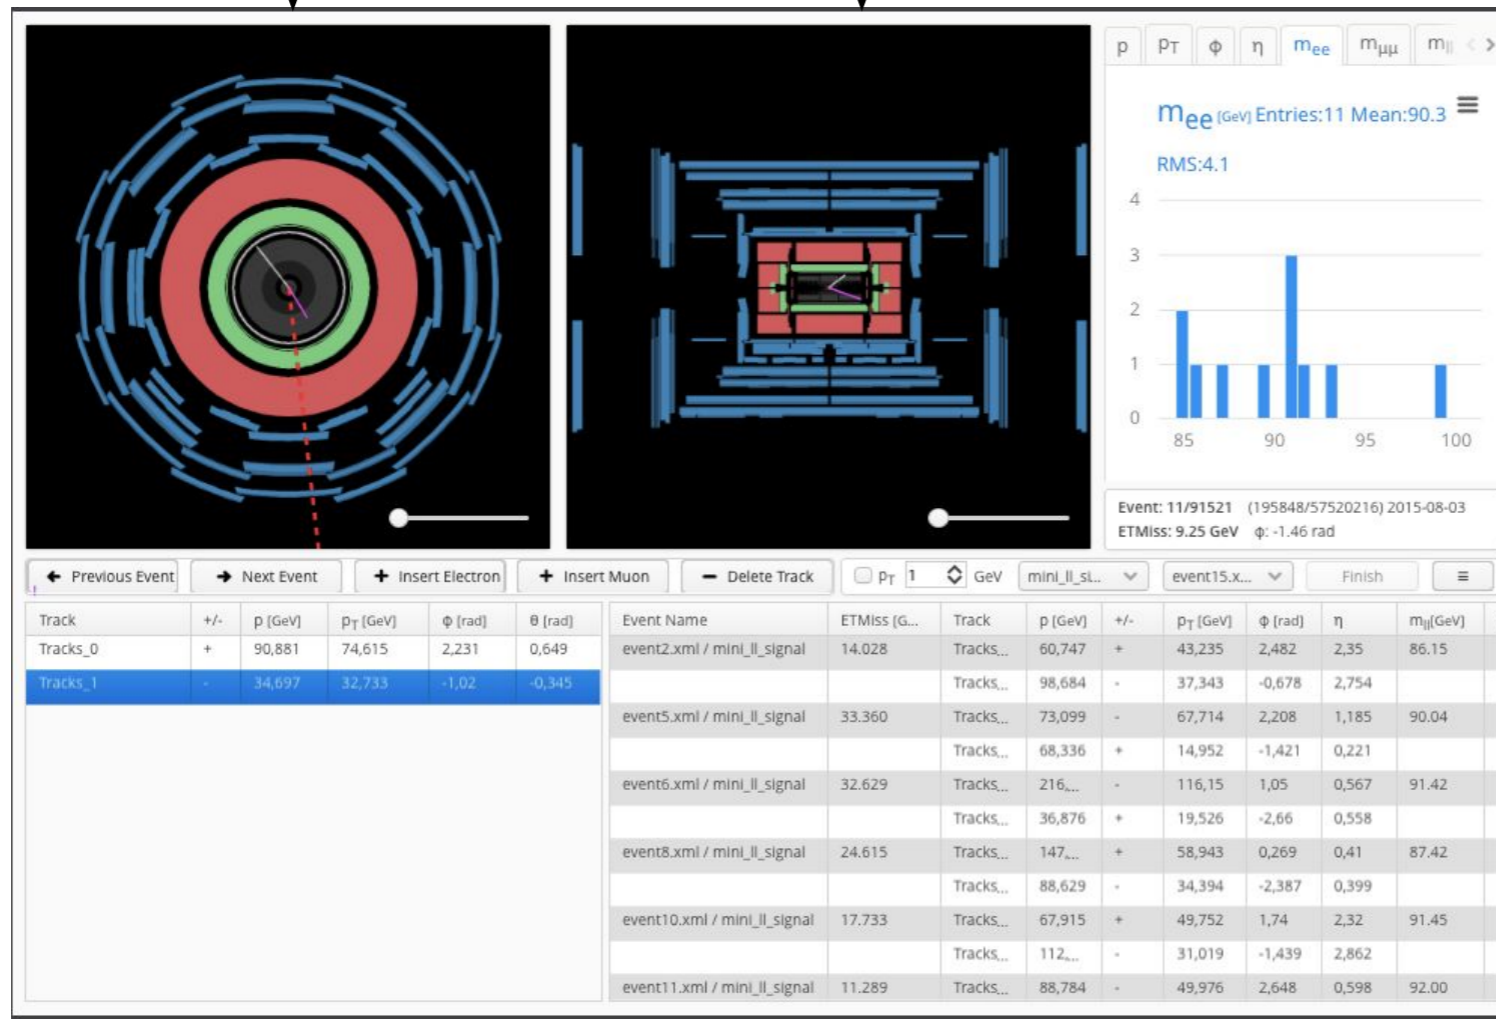 p pT φ η mee mμμ mll < >
mee [GeV] Entries:11 Mean:90.3
RMS:4.1
4
3
2
1
0
85 90 95 100
Event: 11/91521 (195848/57520216) 2015-08-03
ETMiss: 9.25 GeV φ: -1.46 rad
Previous Event Next Event + Insert Electron + Insert Muon − Delete Track pT 1 GeV mini_ll_si... event15.x... Finish ≡
Track +/- p [GeV] pT [GeV] φ [rad] θ [rad]
Tracks_0 + 90,881 74,615 2,231 0,649
Tracks_1 - 34,697 32,733 -1,02 -0,345
Event Name ETMiss [G... Track p [GeV] +/- pT [GeV] φ [rad] η mll[GeV]
event2.xml / mini_ll_signal 14.028 Tracks... 60,747 + 43,235 2,482 2,35 86.15
Tracks... 98,684 - 37,343 -0,678 2,754
event5.xml / mini_ll_signal 33.360 Tracks... 73,099 - 67,714 2,208 1,185 90.04
Tracks... 68,336 + 14,952 -1,421 0,221
event6.xml / mini_ll_signal 32.629 Tracks... 216,... - 116,15 1,05 0,567 91.42
Tracks... 36,876 + 19,526 -2,66 0,558
event8.xml / mini_ll_signal 24.615 Tracks... 147,... + 58,943 0,269 0,41 87.42
Tracks... 88,629 - 34,394 -2,387 0,399
event10.xml / mini_ll_signal 17.733 Tracks... 67,915 + 49,752 1,74 2,32 91.45
Tracks... 112,... - 31,019 -1,439 2,862
event11.xml / mini_ll_signal 11.289 Tracks... 88,784 - 49,976 2,648 0,598 92.00